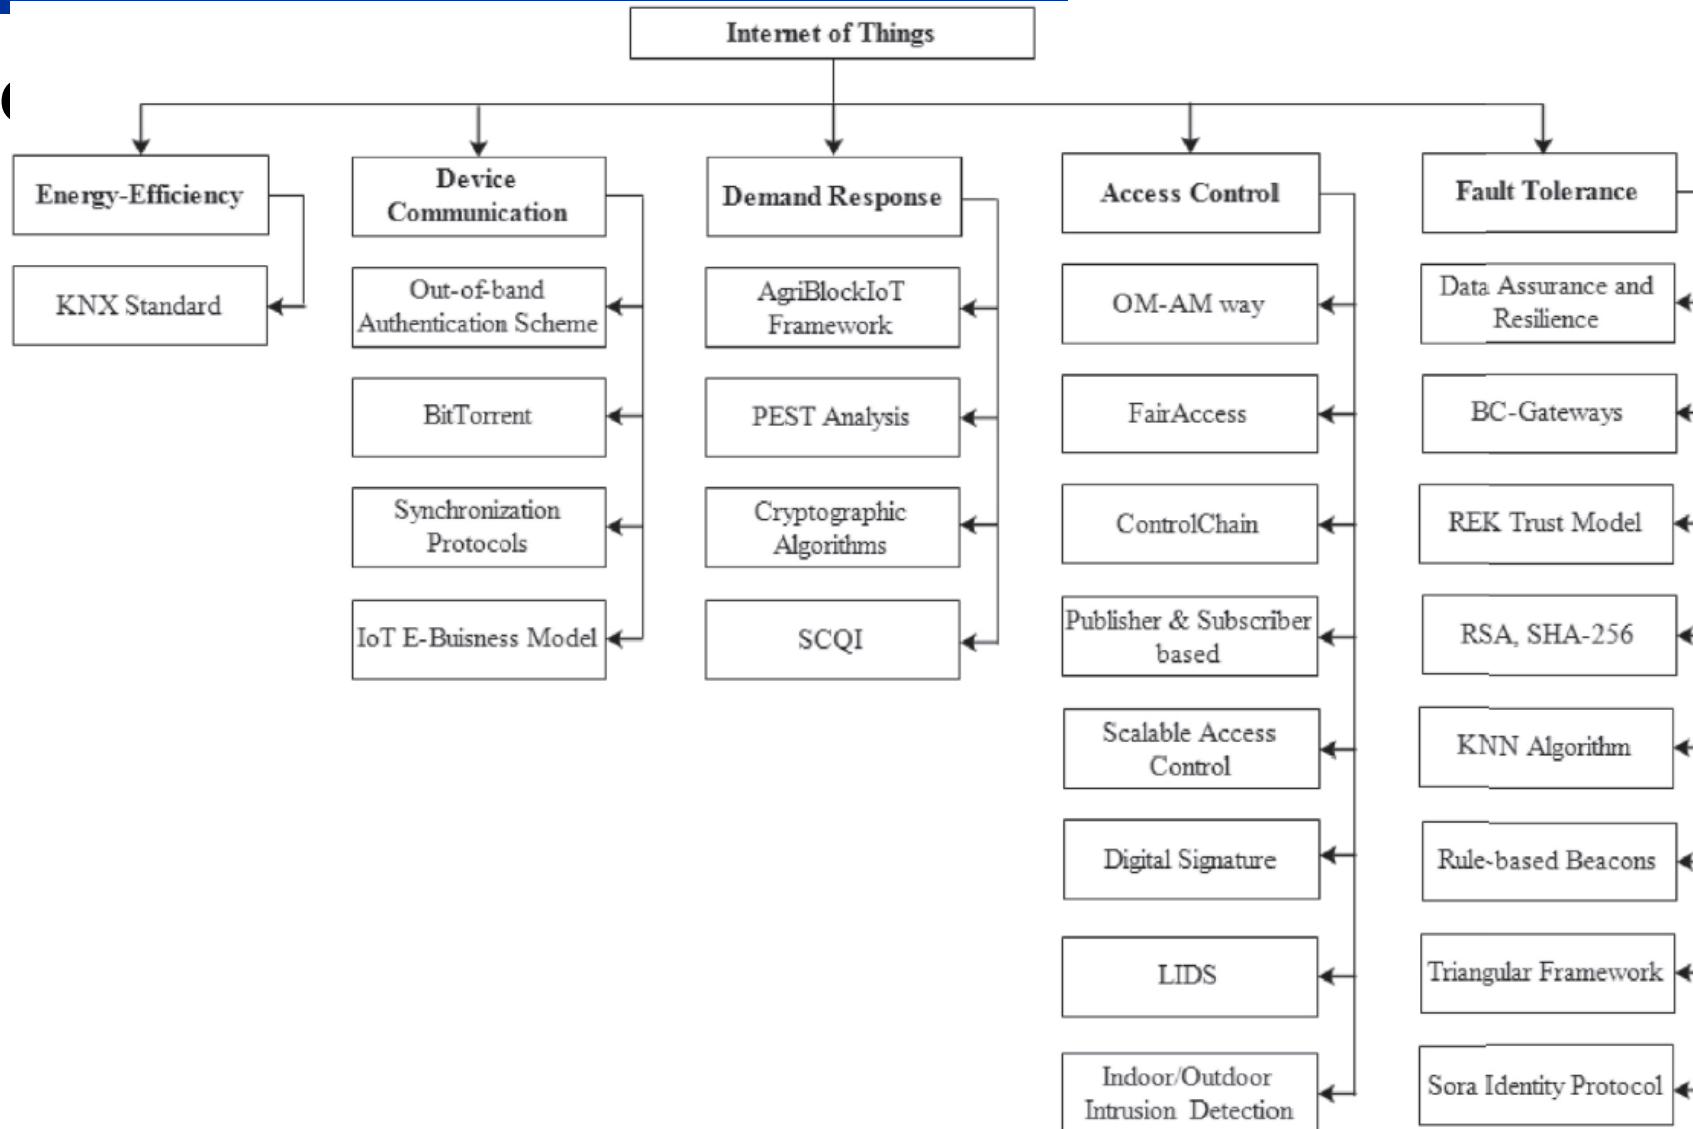 Internet of Things
Energy-Efficiency
KNX Standard
Device
Communication
Out-of-band
Authentication Scheme
BitTorrent
Synchronization
Protocols
IoT E-Buisness Model
Demand Response
AgriBlockIoT
Framework
PEST Analysis
Cryptographic
Algorithms
SCQI
Access Control
OM-AM way
FairAccess
ControlChain
Publisher & Subscriber
based
Scalable Access
Control
Digital Signature
LIDS
Indoor/Outdoor
Intrusion Detection
Fault Tolerance
Data Assurance and
Resilience
BC-Gateways
REK Trust Model
RSA, SHA-256
KNN Algorithm
Rule-based Beacons
Triangular Framework
Sora Identity Protocol